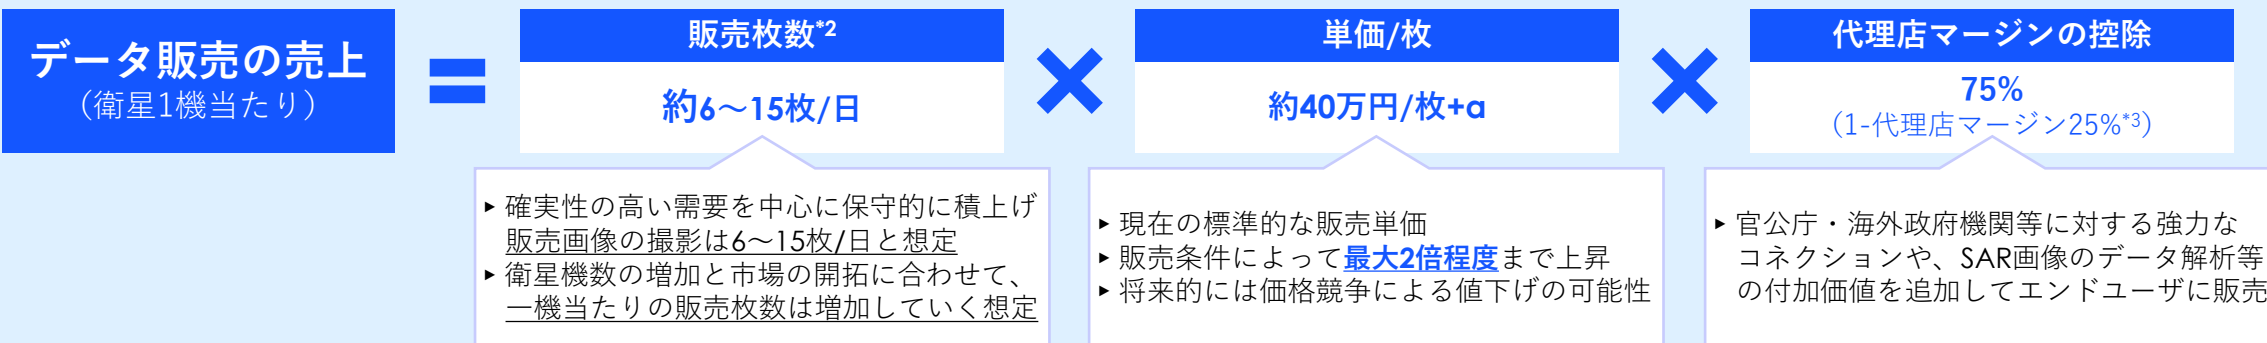 データ販売の売上
（衛星1機当たり）
=
販売枚数*2
約6～15枚/日
▸ 確実性の高い需要を中心に保守的に積上げ
販売画像の撮影は6～15枚/日と想定
▸ 衛星機数の増加と市場の開拓に合わせて、
一機当たりの販売枚数は増加していく想定
×
単価/枚
約40万円/枚+α
▸ 現在の標準的な販売単価
▸ 販売条件によって最大2倍程度まで上昇
▸ 将来的には価格競争による値下げの可能性
×
代理店マージンの控除
75%
（1-代理店マージン25%*3）
▸ 官公庁・海外政府機関等に対する強力な
コネクションや、SAR画像のデータ解析等
の付加価値を追加してエンドユーザに販売